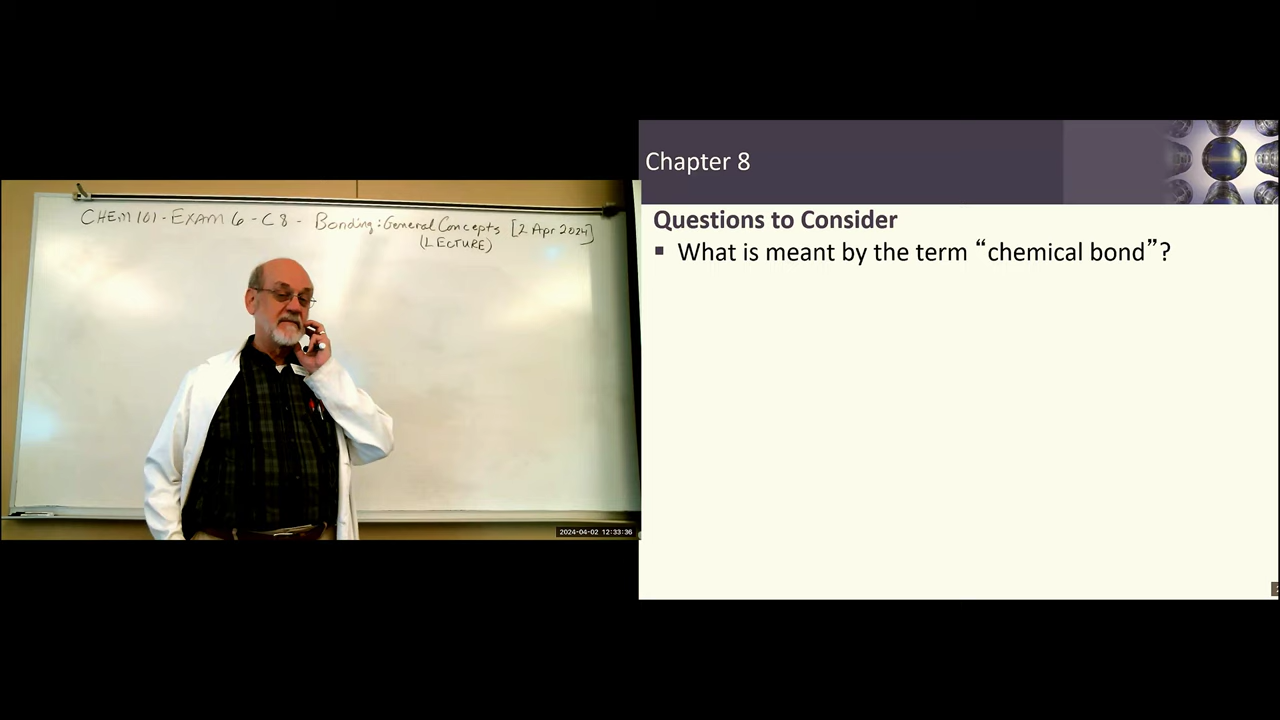 CHEM 101 - EXAM 6 - C 8 - Bonding: General Concepts [2 Apr 2024]
(LECTURE)
2024-04-02 12:33:36
Chapter 8
Questions to Consider
▪ What is meant by the term “chemical bond”?